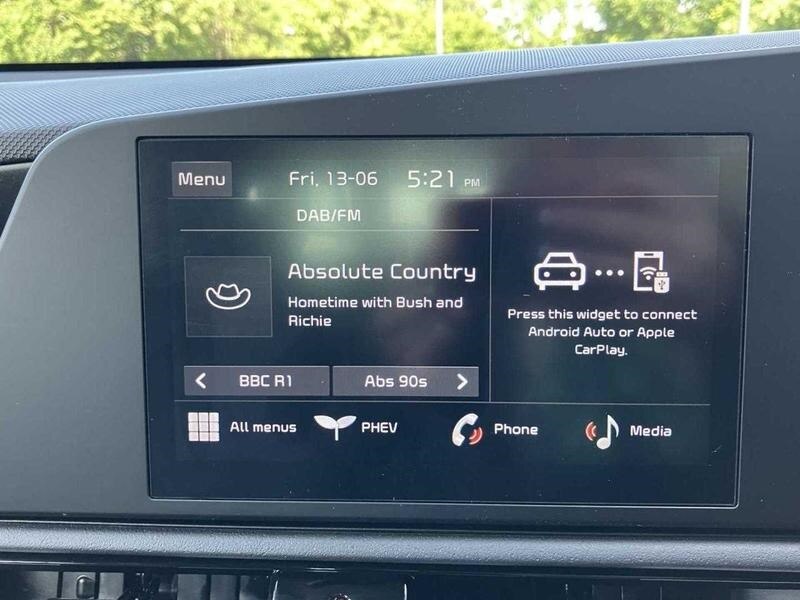 Menu
Fri, 13-06
5:21 PM
DAB/FM
Absolute Country
Hometime with Bush and
Richie
Press this widget to connect
Android Auto or Apple
CarPlay.
BBC R1
Abs 90s
All menus
PHEV
Phone
Media